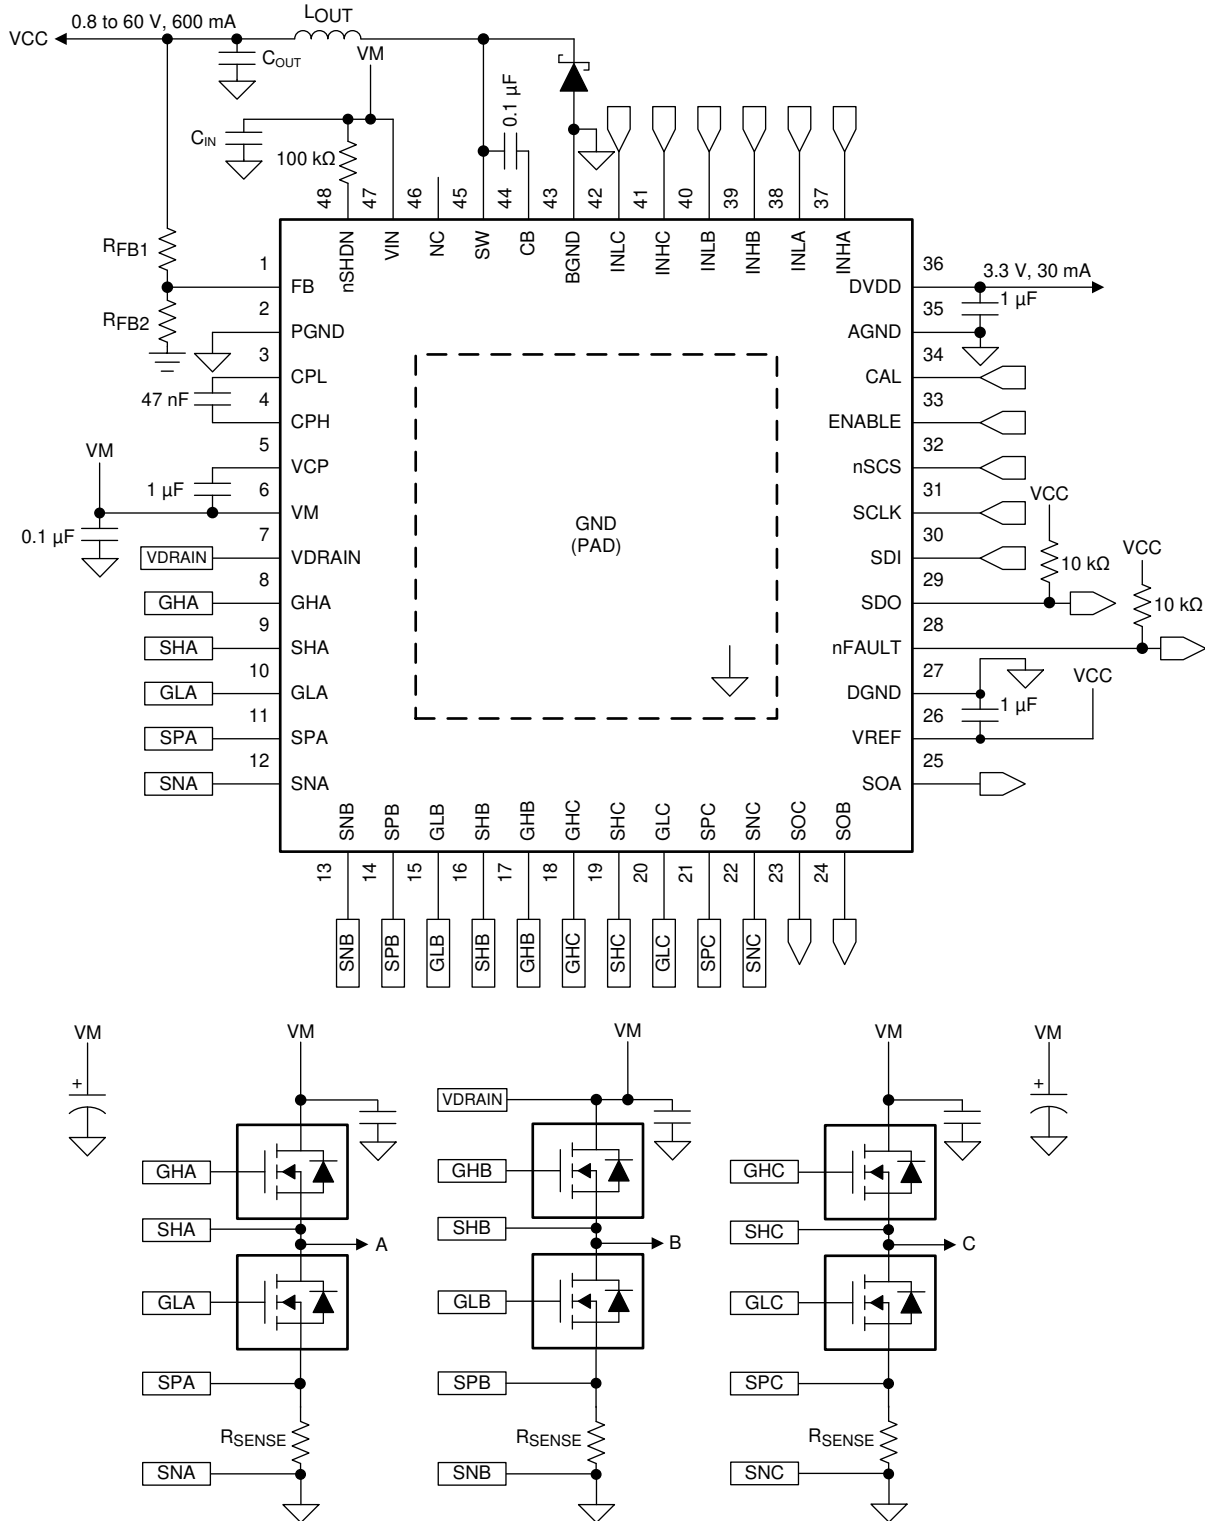 VCC
0.8 to 60 V, 600 mA
LOUT
COUT
VM
CIN
100 kΩ
0.1 µF
48
47
46
45
44
43
42
41
40
39
38
37
nSHDN
VIN
NC
SW
CB
BGND
INLC
INHC
INLB
INHB
INLA
INHA
RFB1
RFB2
1
FB
2
PGND
3
CPL
47 nF
4
CPH
5
VCP
VM
1 µF
6
VM
0.1 µF
7
VDRAIN
VDRAIN
8
GHA
GHA
9
SHA
SHA
10
GLA
GLA
11
SPA
SPA
12
SNA
SNA
GND
(PAD)
36
DVDD
3.3 V, 30 mA
1 µF
35
AGND
34
CAL
33
ENABLE
32
nSCS
31
SCLK
VCC
30
SDI
10 kΩ
VCC
29
SDO
10 kΩ
28
nFAULT
27
DGND
VCC
1 µF
26
VREF
25
SOA
SNB
SPB
GLB
SHB
GHB
GHC
SHC
GLC
SPC
SNC
SOC
SOB
13
14
15
16
17
18
19
20
21
22
23
24
SNB
SPB
GLB
SHB
GHB
GHC
SHC
GLC
SPC
SNC
VM
+
VM
GHA
SHA
A
GLA
SPA
RSENSE
SNA
VM
VDRAIN
GHB
SHB
B
GLB
SPB
RSENSE
SNB
VM
GHC
SHC
C
GLC
SPC
RSENSE
SNC
VM
+